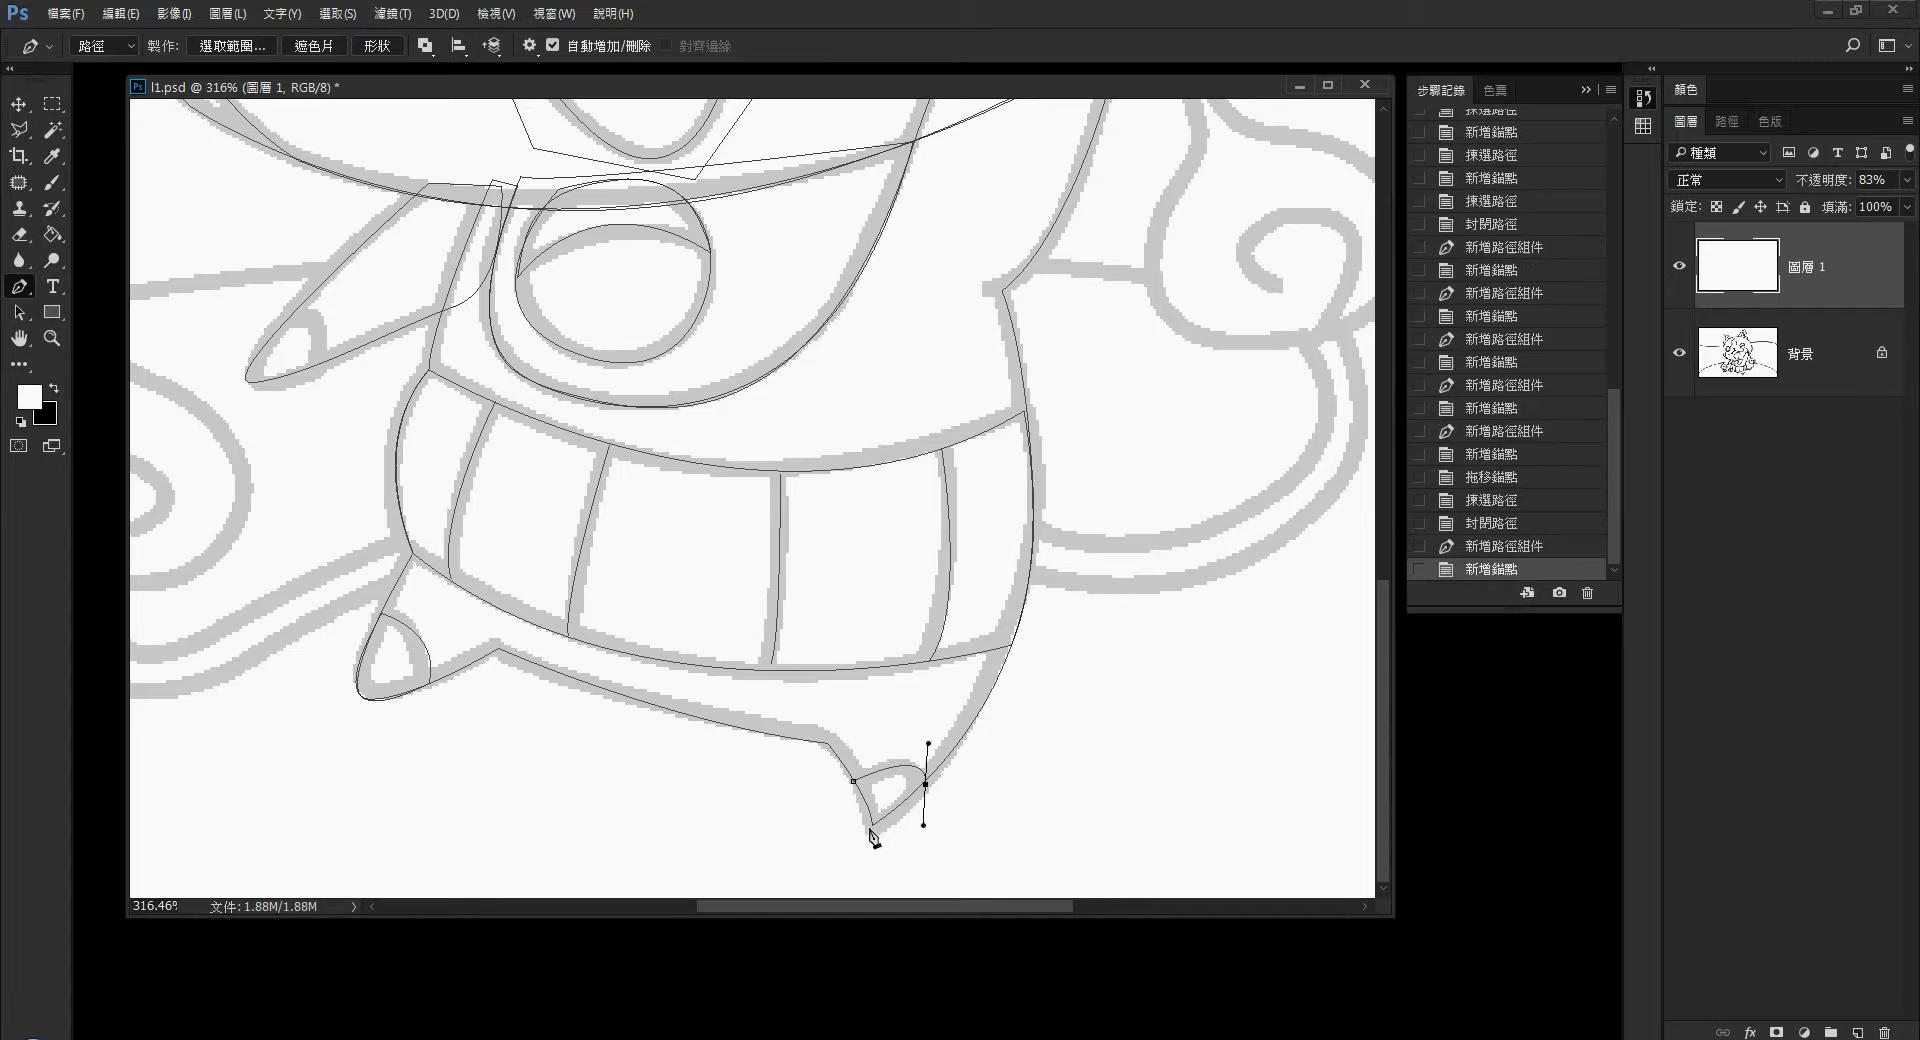 Ps 檔案(F) 編輯(E) 影像(I) 圖層(L) 文字(Y) 選取(S) 濾鏡(T) 3D(D) 檢視(V) 視窗(W) 說明(H)
路徑 製作: 選取範圍... 遮色片 形狀 自動增加/刪除 對齊邊緣
Ps l1.psd @ 316% (圖層 1, RGB/8) *
步驟記錄 色票
揀選路徑
新增錨點
揀選路徑
新增錨點
揀選路徑
封閉路徑
新增路徑組件
新增錨點
新增路徑組件
新增錨點
新增路徑組件
新增錨點
新增路徑組件
新增錨點
新增路徑組件
新增錨點
拖移錨點
揀選路徑
封閉路徑
新增路徑組件
新增錨點
顏色
圖層 路徑 色版
種類
正常 不透明度: 83%
鎖定: 填滿: 100%
圖層 1
背景
316.46%
文件: 1.88M/1.88M
fx